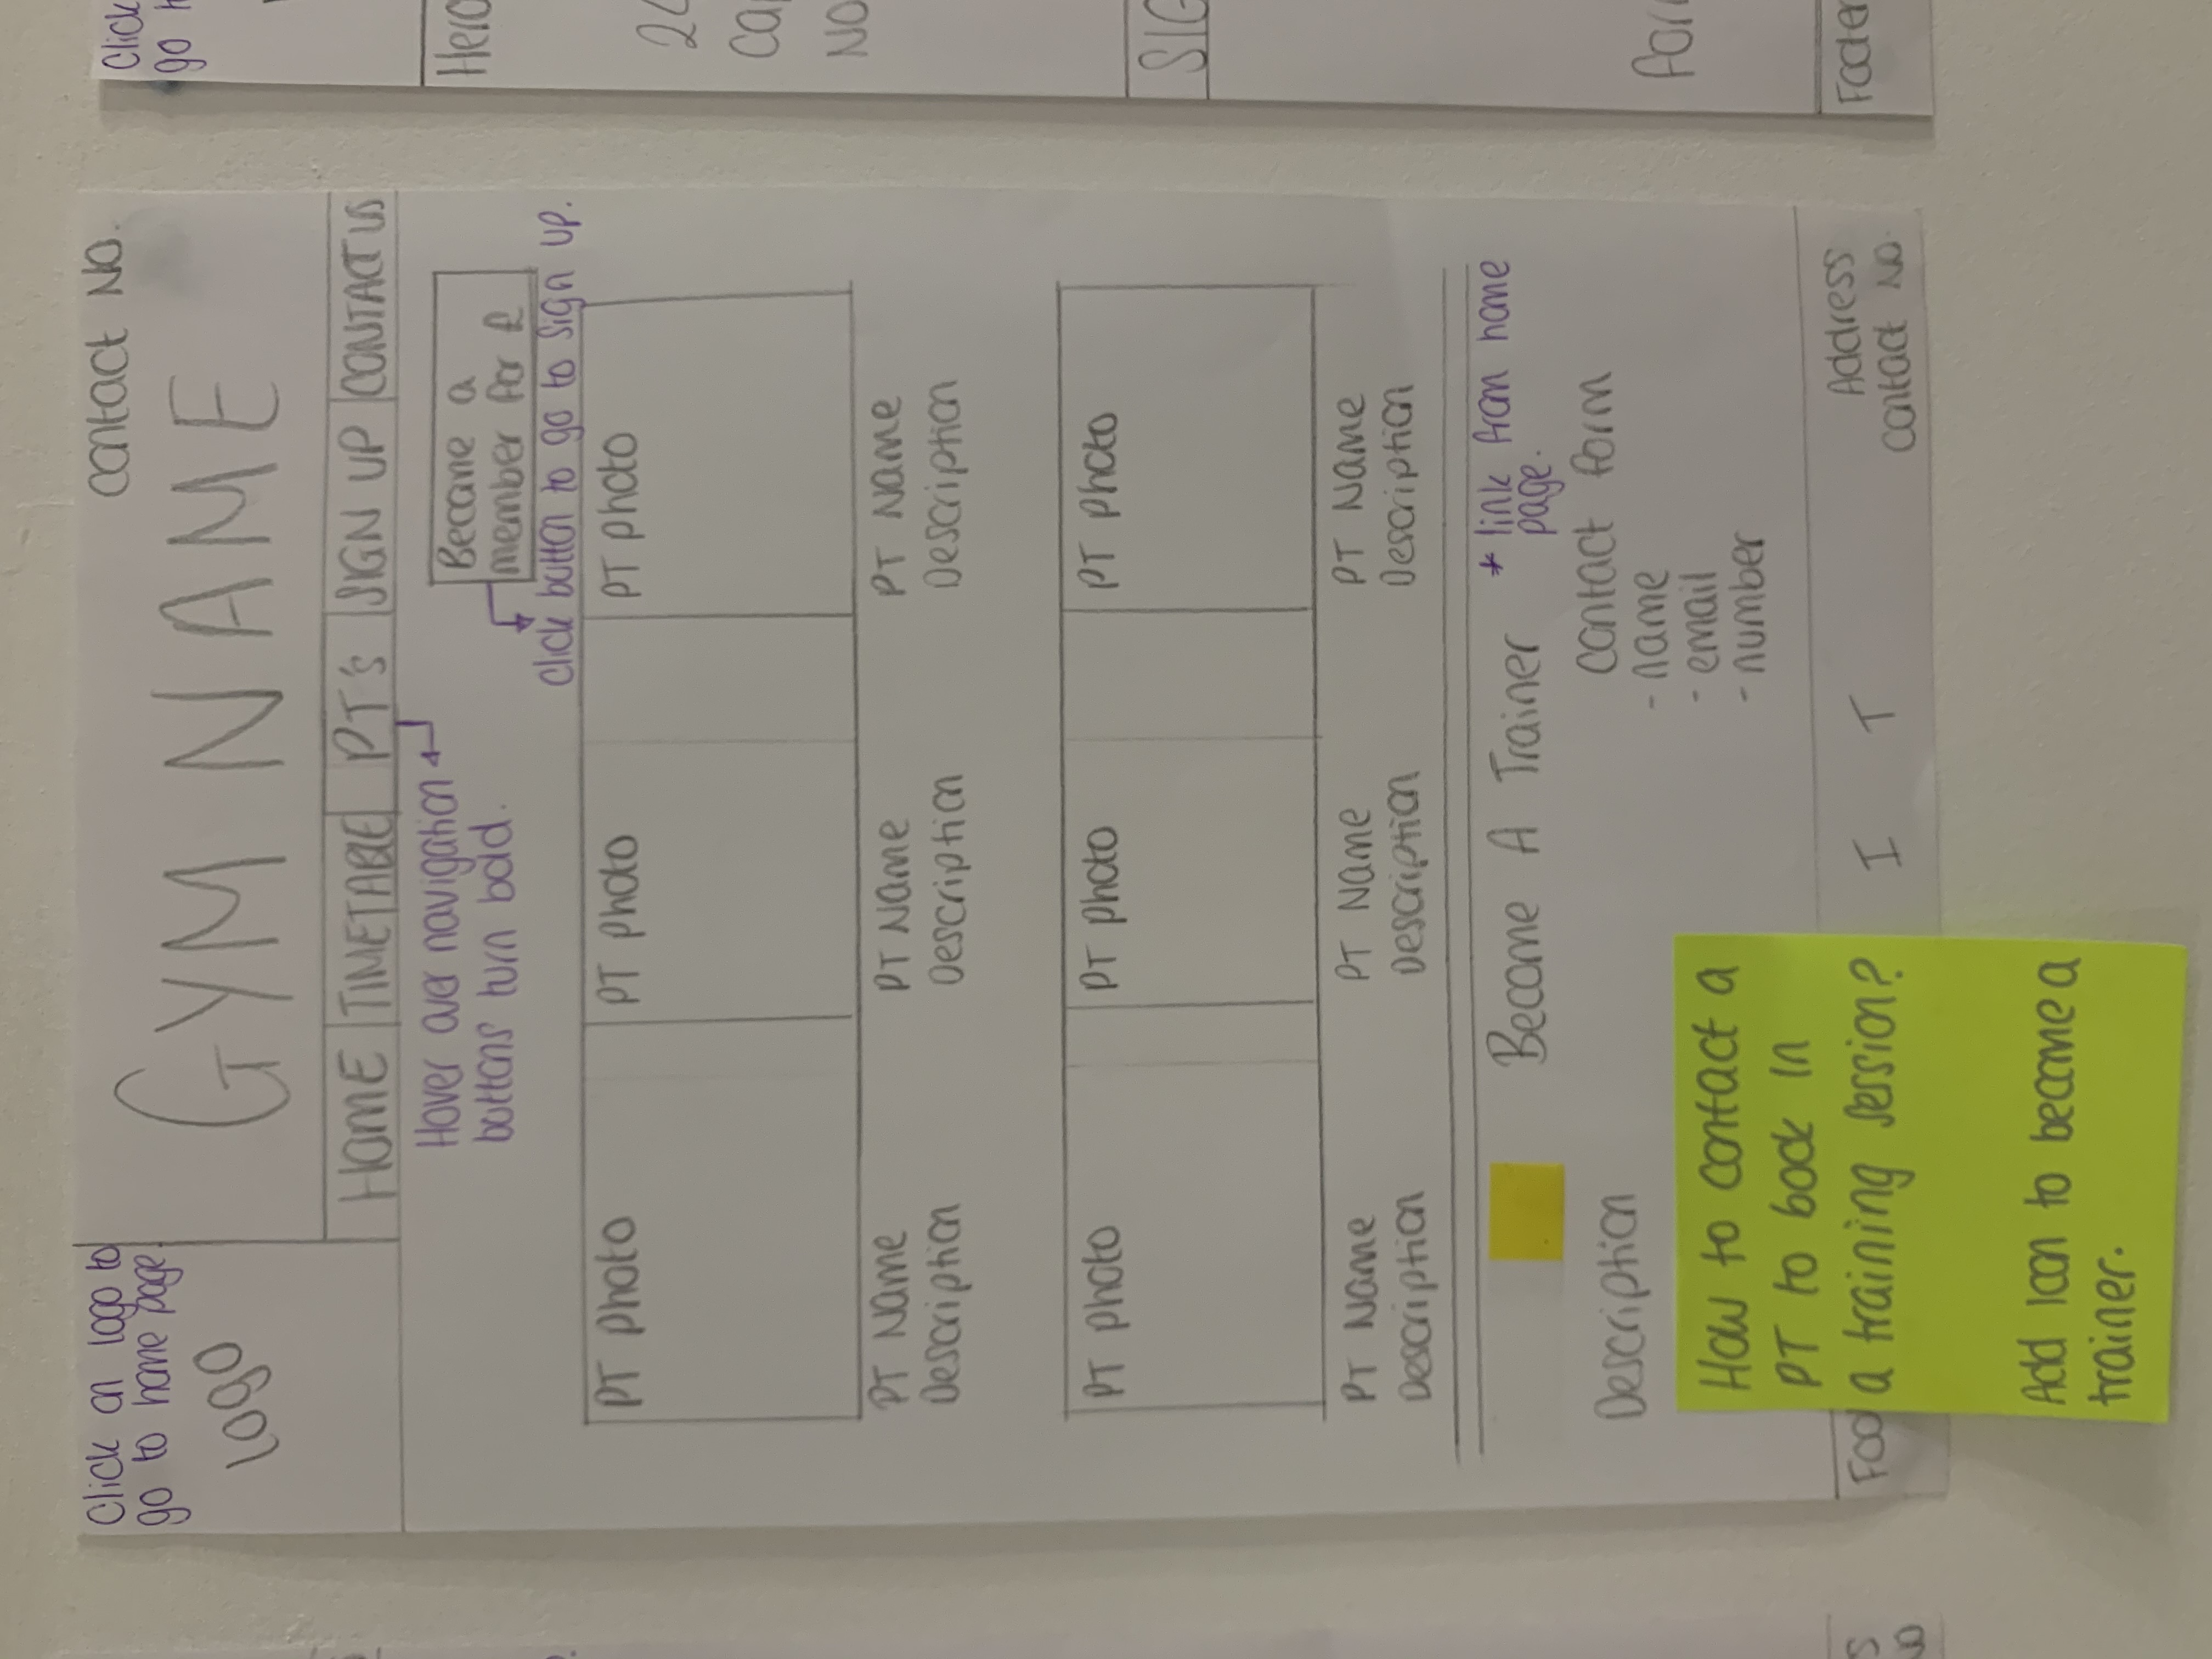 Click on logo to
go to home page
logo
Contact No.
GYM NAME
HOME TIMETABLE PT's SIGN UP CONTACT US
Hover over navigation
buttons turn bold.
Become a
member for £
Click button to go to sign up.
PT photo PT photo PT photo
PT Name PT Name PT Name
Description Description Description
PT photo PT photo PT photo
PT Name PT Name PT Name
Description Description Description
Become A Trainer
* link from home
page.
Description
Contact form
- name
- email
- number
How to contact a
PT to book in
a training session?
Add icon to become a
trainer.
Foo
I T
Address
Contact No.
Click
go
Hero
NO
Footer